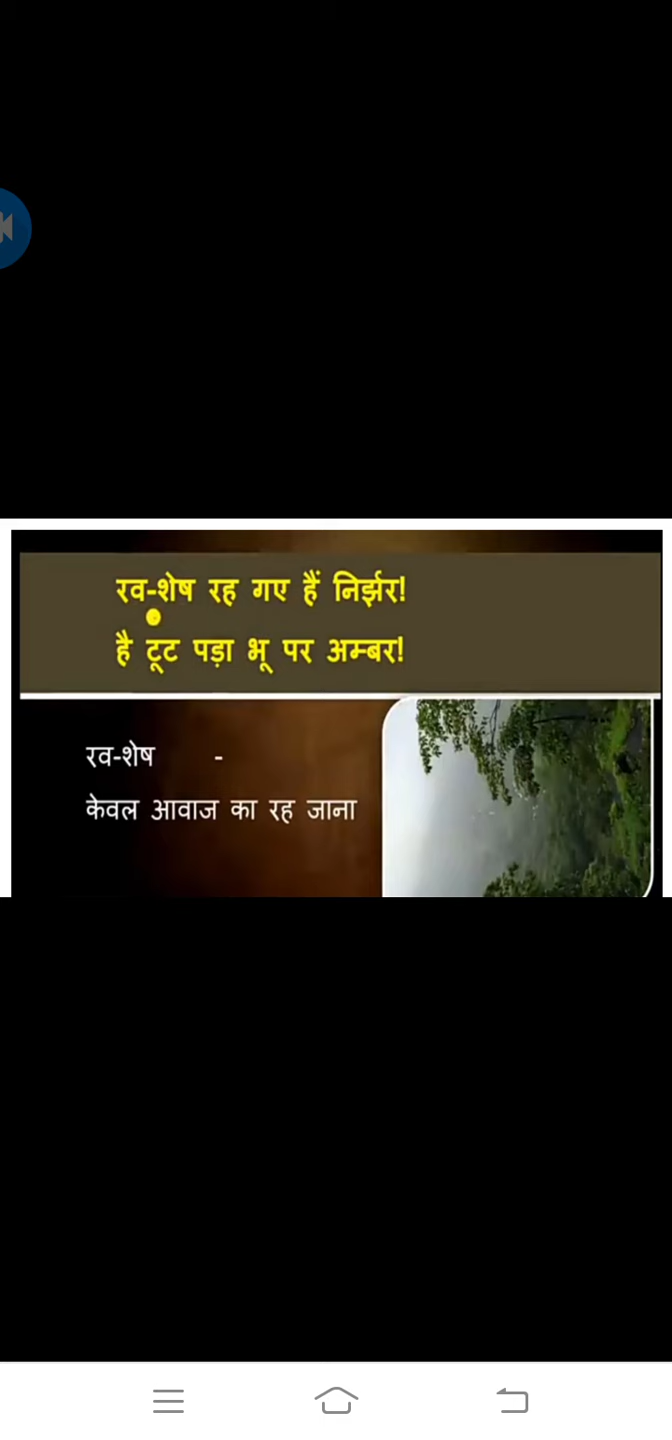 रव-शेष रह गए हैं निर्झर!
है टूट पड़ा भू पर अम्बर!
रव-शेष -
केवल आवाज का रह जाना